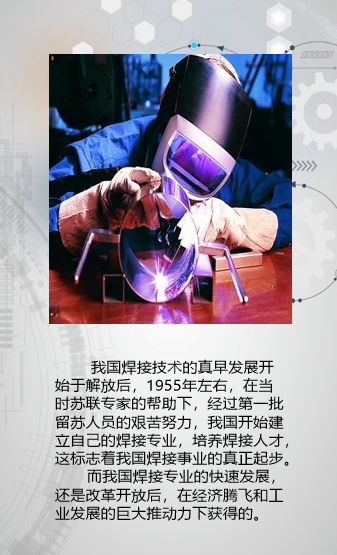 我国焊接技术的真早发展开
始于解放后，1955年左右，在当
时苏联专家的帮助下，经过第一批
留苏人员的艰苦努力，我国开始建
立自己的焊接专业，培养焊接人才，
这标志着我国焊接事业的真正起步。
而我国焊接专业的快速发展，
还是改革开放后，在经济腾飞和工
业发展的巨大推动力下获得的。